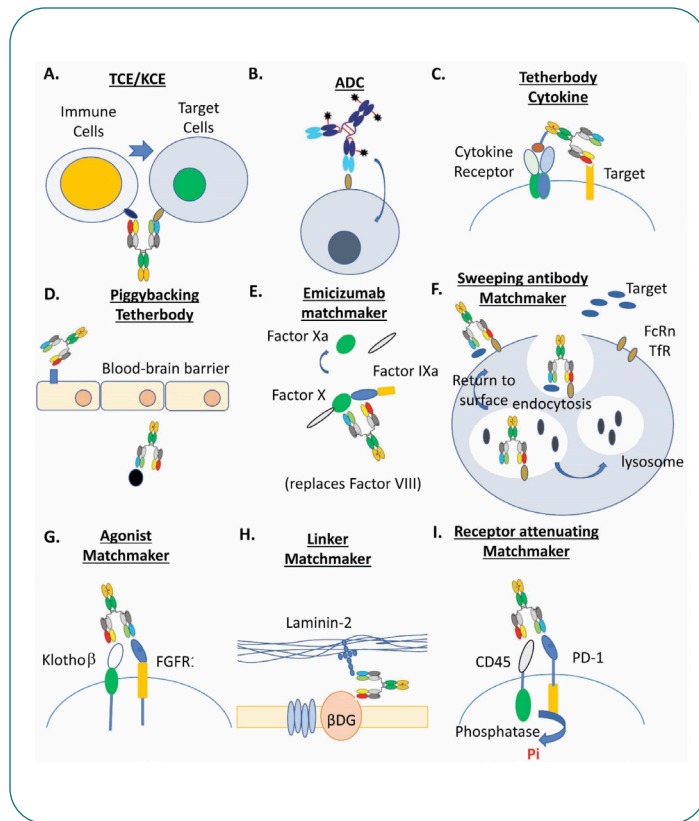 A.
TCE/KCE
Immune
Cells
Target
Cells
B.
ADC
C.
Tetherbody
Cytokine
Cytokine
Receptor
Target
D.
Piggybacking
Tetherbody
Blood-brain barrier
E.
Emicizumab
matchmaker
Factor Xa
Factor IXa
Factor X
(replaces Factor VIII)
F.
Sweeping antibody
Matchmaker
Target
FcRn
TfR
Return to
surface
endocytosis
lysosome
G.
Agonist
Matchmaker
Klothoβ
FGFR:
H.
Linker
Matchmaker
Laminin-2
βDG
I.
Receptor attenuating
Matchmaker
CD45
PD-1
Phosphatase
Pi